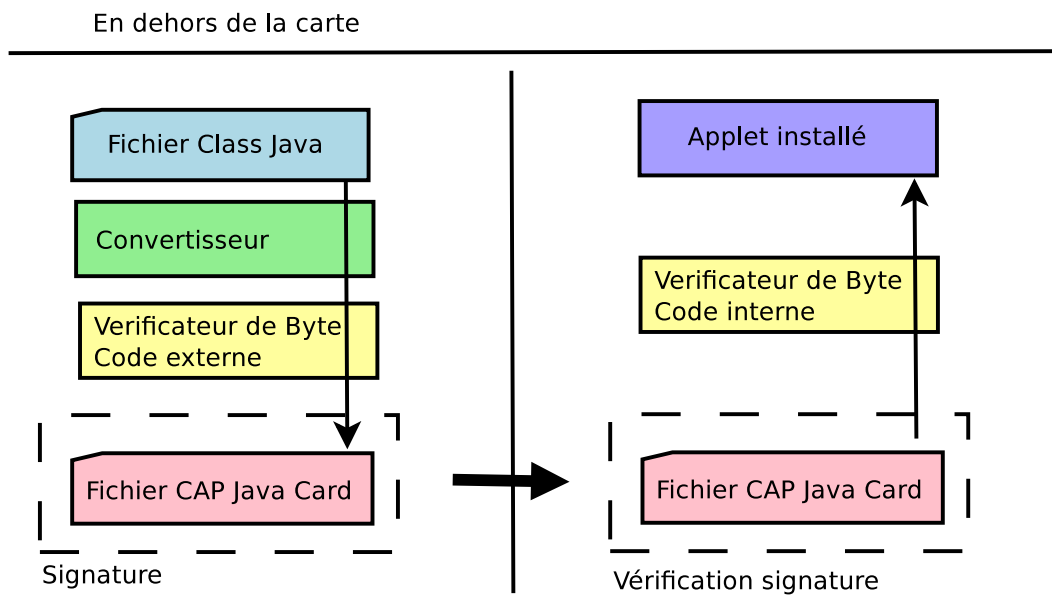 En dehors de la carte
Fichier Class Java
Convertisseur
Verificateur de Byte
Code externe
Fichier CAP Java Card
Signature
Applet installé
Verificateur de Byte
Code interne
Fichier CAP Java Card
Vérification signature